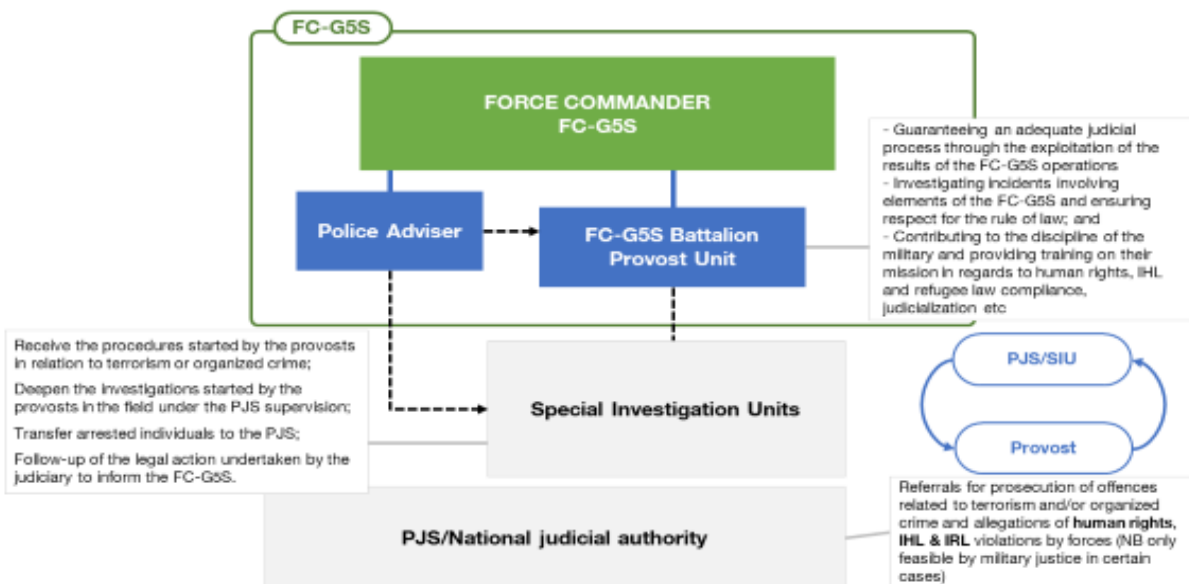 FC-G5S
FORCE COMMANDER
FC-G5S
Police Adviser
FC-G5S Battalion
Provost Unit
- Guaranteeing an adequate judicial
process through the exploitation of the
results of the FC-G5S operations
- Investigating incidents involving
elements of the FC-G5S and ensuring
respect for the rule of law; and
- Contributing to the discipline of the
military and providing training on their
mission in regards to human rights, IHL
and refugee law compliance,
judicialization etc
Receive the procedures started by the provosts
in relation to terrorism or organized crime;
Deepen the investigations started by the
provosts in the field under the PJS supervision;
Transfer arrested individuals to the PJS;
Follow-up of the legal action undertaken by the
judiciary to inform the FC-G5S.
Special Investigation Units
PJS/SIU
Provost
PJS/National judicial authority
Referrals for prosecution of offences
related to terrorism and/or organized
crime and allegations of human rights,
IHL & IRL violations by forces (NB only
feasible by military justice in certain
cases)